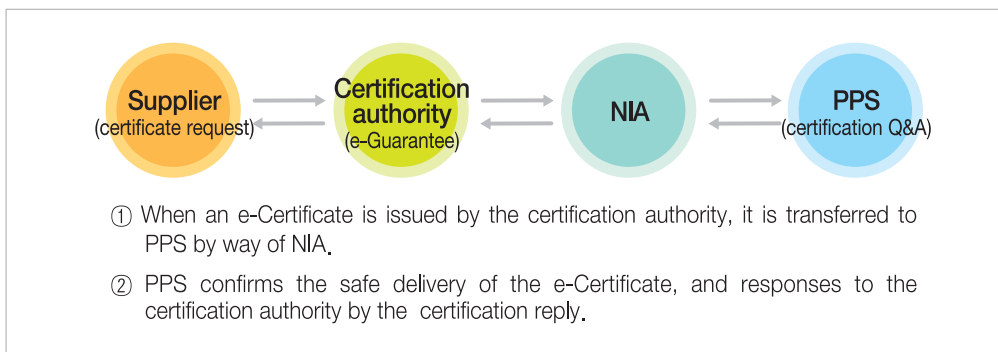 Supplier
(certificate request)
Certification
authority
(e-Guarantee)
NIA
PPS
(certification Q&A)
① When an e-Certificate is issued by the certification authority, it is transferred to
PPS by way of NIA.
② PPS confirms the safe delivery of the e-Certificate, and responses to the
certification authority by the certification reply.